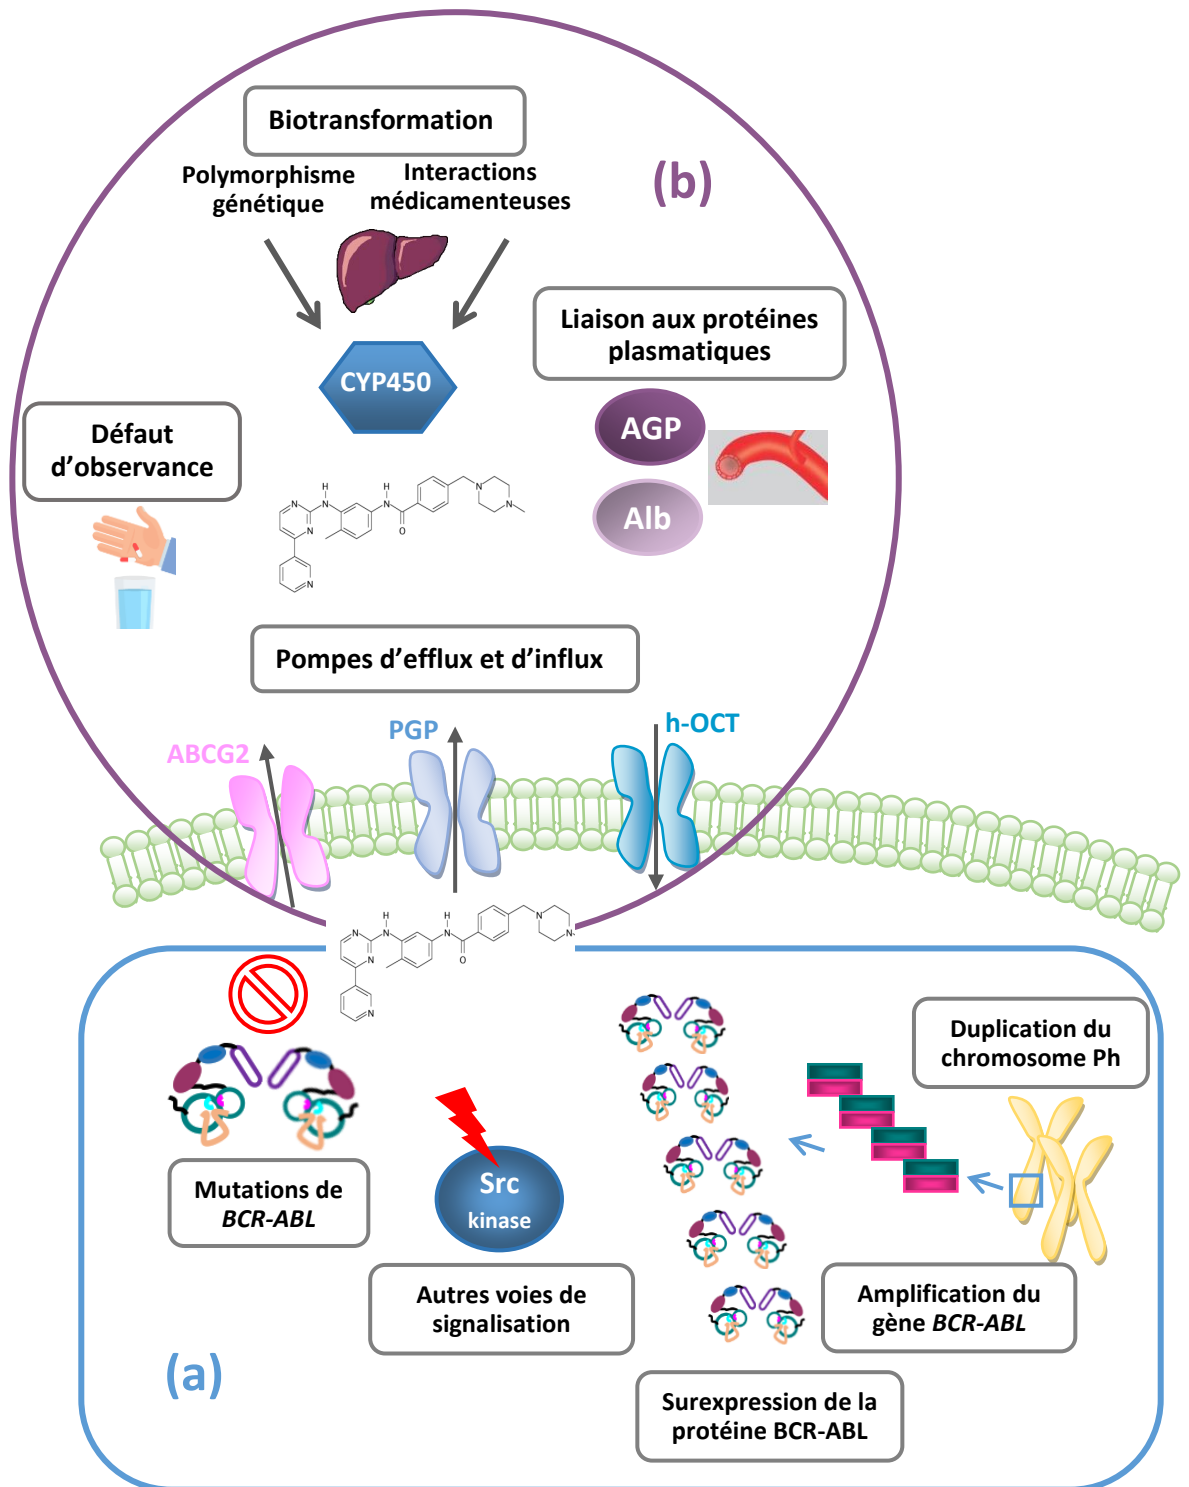 Biotransformation
Polymorphisme
génétique
Interactions
médicamenteuses
(b)
CYP450
Liaison aux protéines
plasmatiques
AGP
Alb
Défaut
d’observance
N
N
N
H
N
H
O
N
N
N
Pompes d’efflux et d’influx
ABCG2
PGP
h-OCT
N
N
N
H
N
H
O
N
N
N
Mutations de
BCR-ABL
Src
kinase
Autres voies de
signalisation
Duplication du
chromosome Ph
Amplification du
gène BCR-ABL
Surexpression de la
protéine BCR-ABL
(a)